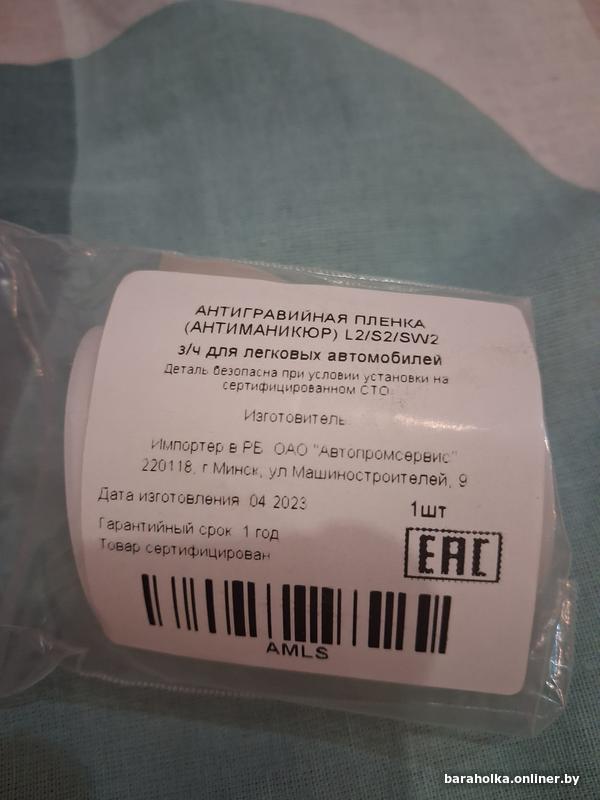 АНТИГРАВИЙНАЯ ПЛЕНКА
(АНТИМАНИКЮР) L2/S2/SW2
з/ч для легковых автомобилей
Деталь безопасна при условии установки на
сертифицированном СТО
Изготовитель:
Импортер в РБ ОАО "Автопромсервис"
220118, г Минск, ул Машиностроителей, 9
Дата изготовления 04 2023
1шт
Гарантийный срок 1 год
Товар сертифицирован
EAC
AMLS
baraholka.onliner.by